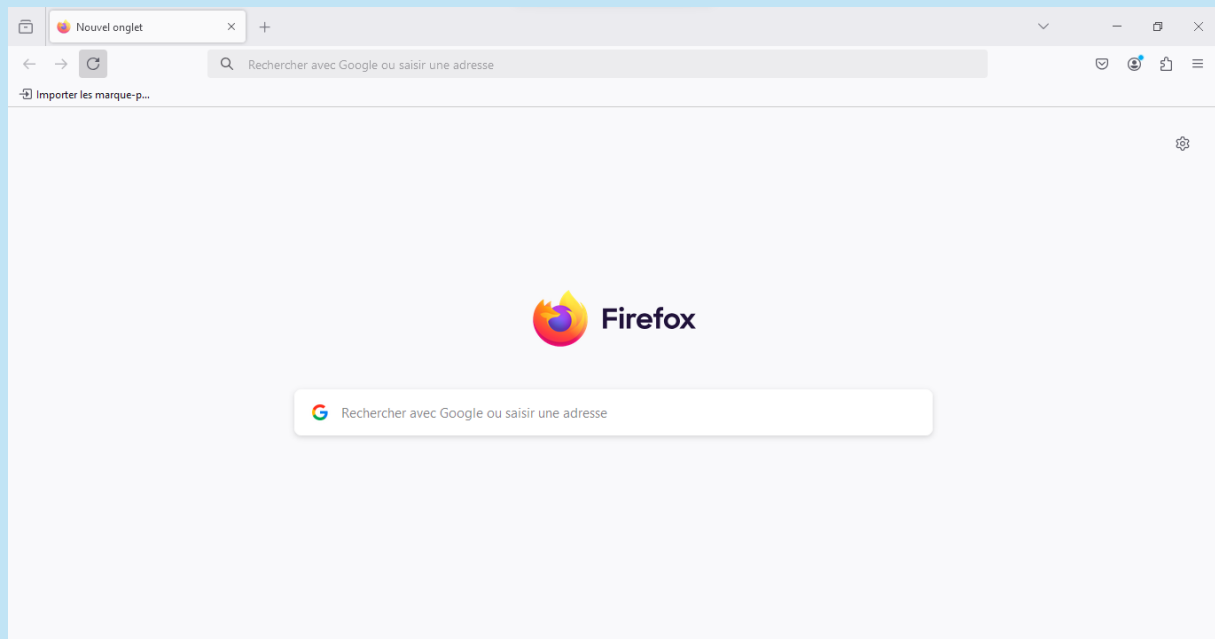 Nouvel onglet
Rechercher avec Google ou saisir une adresse
Importer les marque-p...
Firefox
Rechercher avec Google ou saisir une adresse